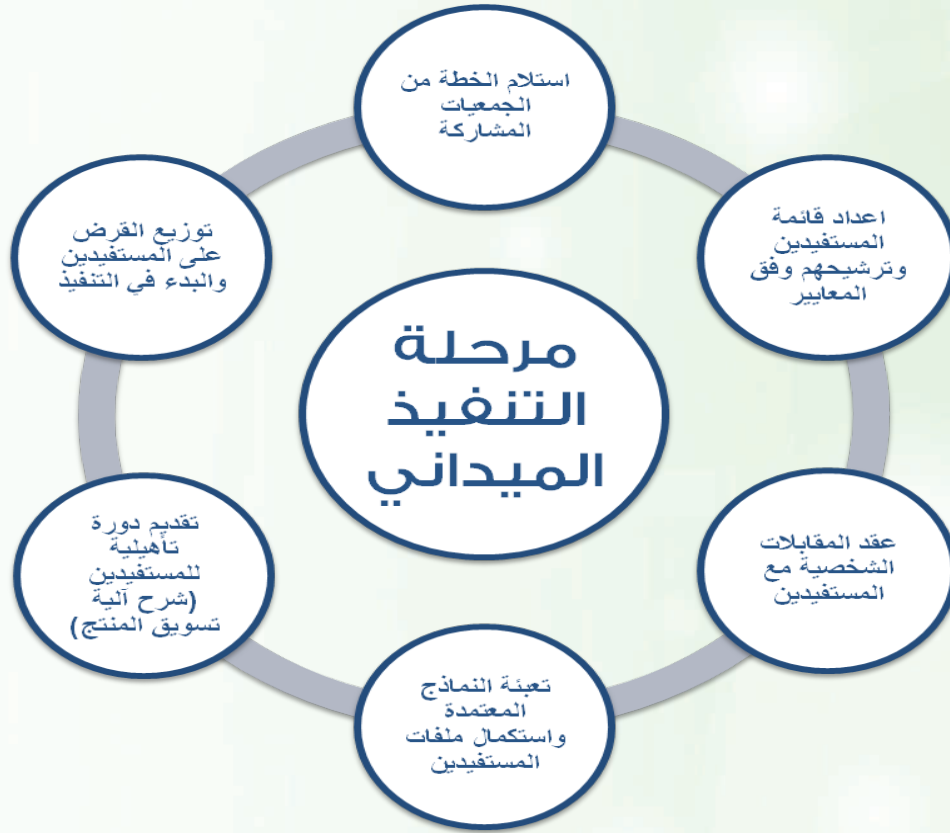 استلام الخطة من
الجمعيات
المشاركة
اعداد قائمة
المستفيدين
وترشيحهم وفق
المعايير
عقد المقابلات
الشخصية مع
المستفيدين
تعبئة النماذج
المعتمدة
واستكمال ملفات
المستفيدين
تقديم دورة
تأهيلية
للمستفيدين
(شرح آلية
تسويق المنتج)
توزيع القرض
على المستفيدين
والبدء في التنفيذ
مرحلة
التنفيذ
الميداني